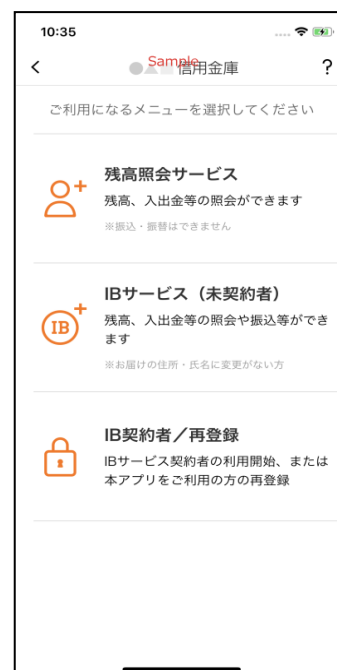 10:35
Sample
信用金庫
?
ご利用になるメニューを選択してください
残高照会サービス
残高、入出金等の照会ができます
※振込・振替はできません
IBサービス（未契約者）
残高、入出金等の照会や振込等ができ
ます
※お届けの住所・氏名に変更がない方
IB
IB契約者／再登録
IBサービス契約者の利用開始、または
本アプリをご利用の方の再登録